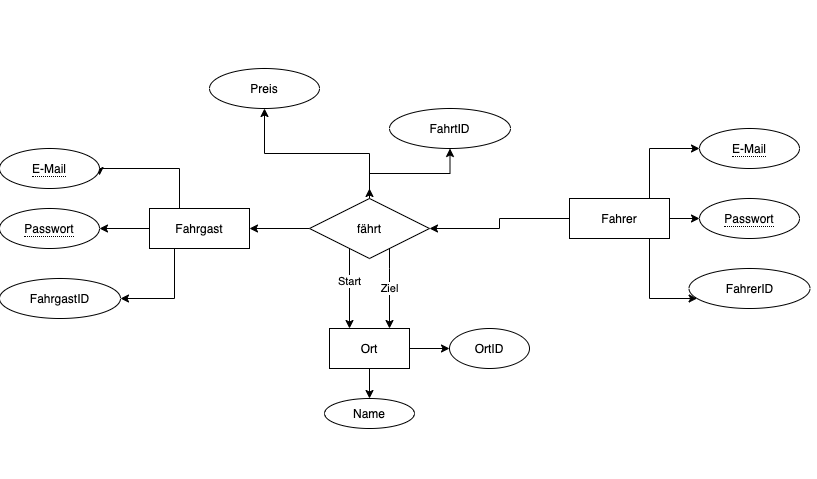 Preis
FahrtID
E-Mail
E-Mail
Passwort
Fahrgast
fährt
Fahrer
Passwort
FahrgastID
Start
Ziel
FahrerID
Ort
OrtID
Name